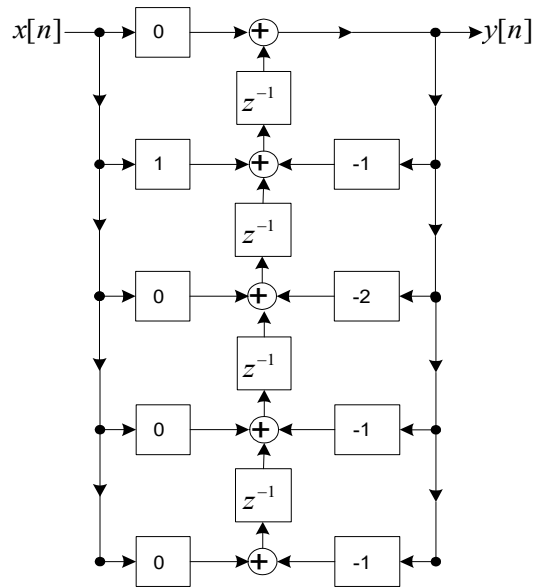 x[n] 0 + y[n]
z⁻¹
1 + -1
z⁻¹
0 + -2
z⁻¹
0 + -1
z⁻¹
0 + -1